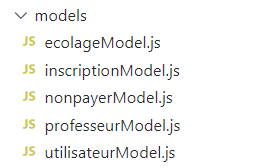 models
JS ecolageModel.js
JS inscriptionModel.js
JS nonpayerModel.js
JS professeurModel.js
JS utilisateurModel.js